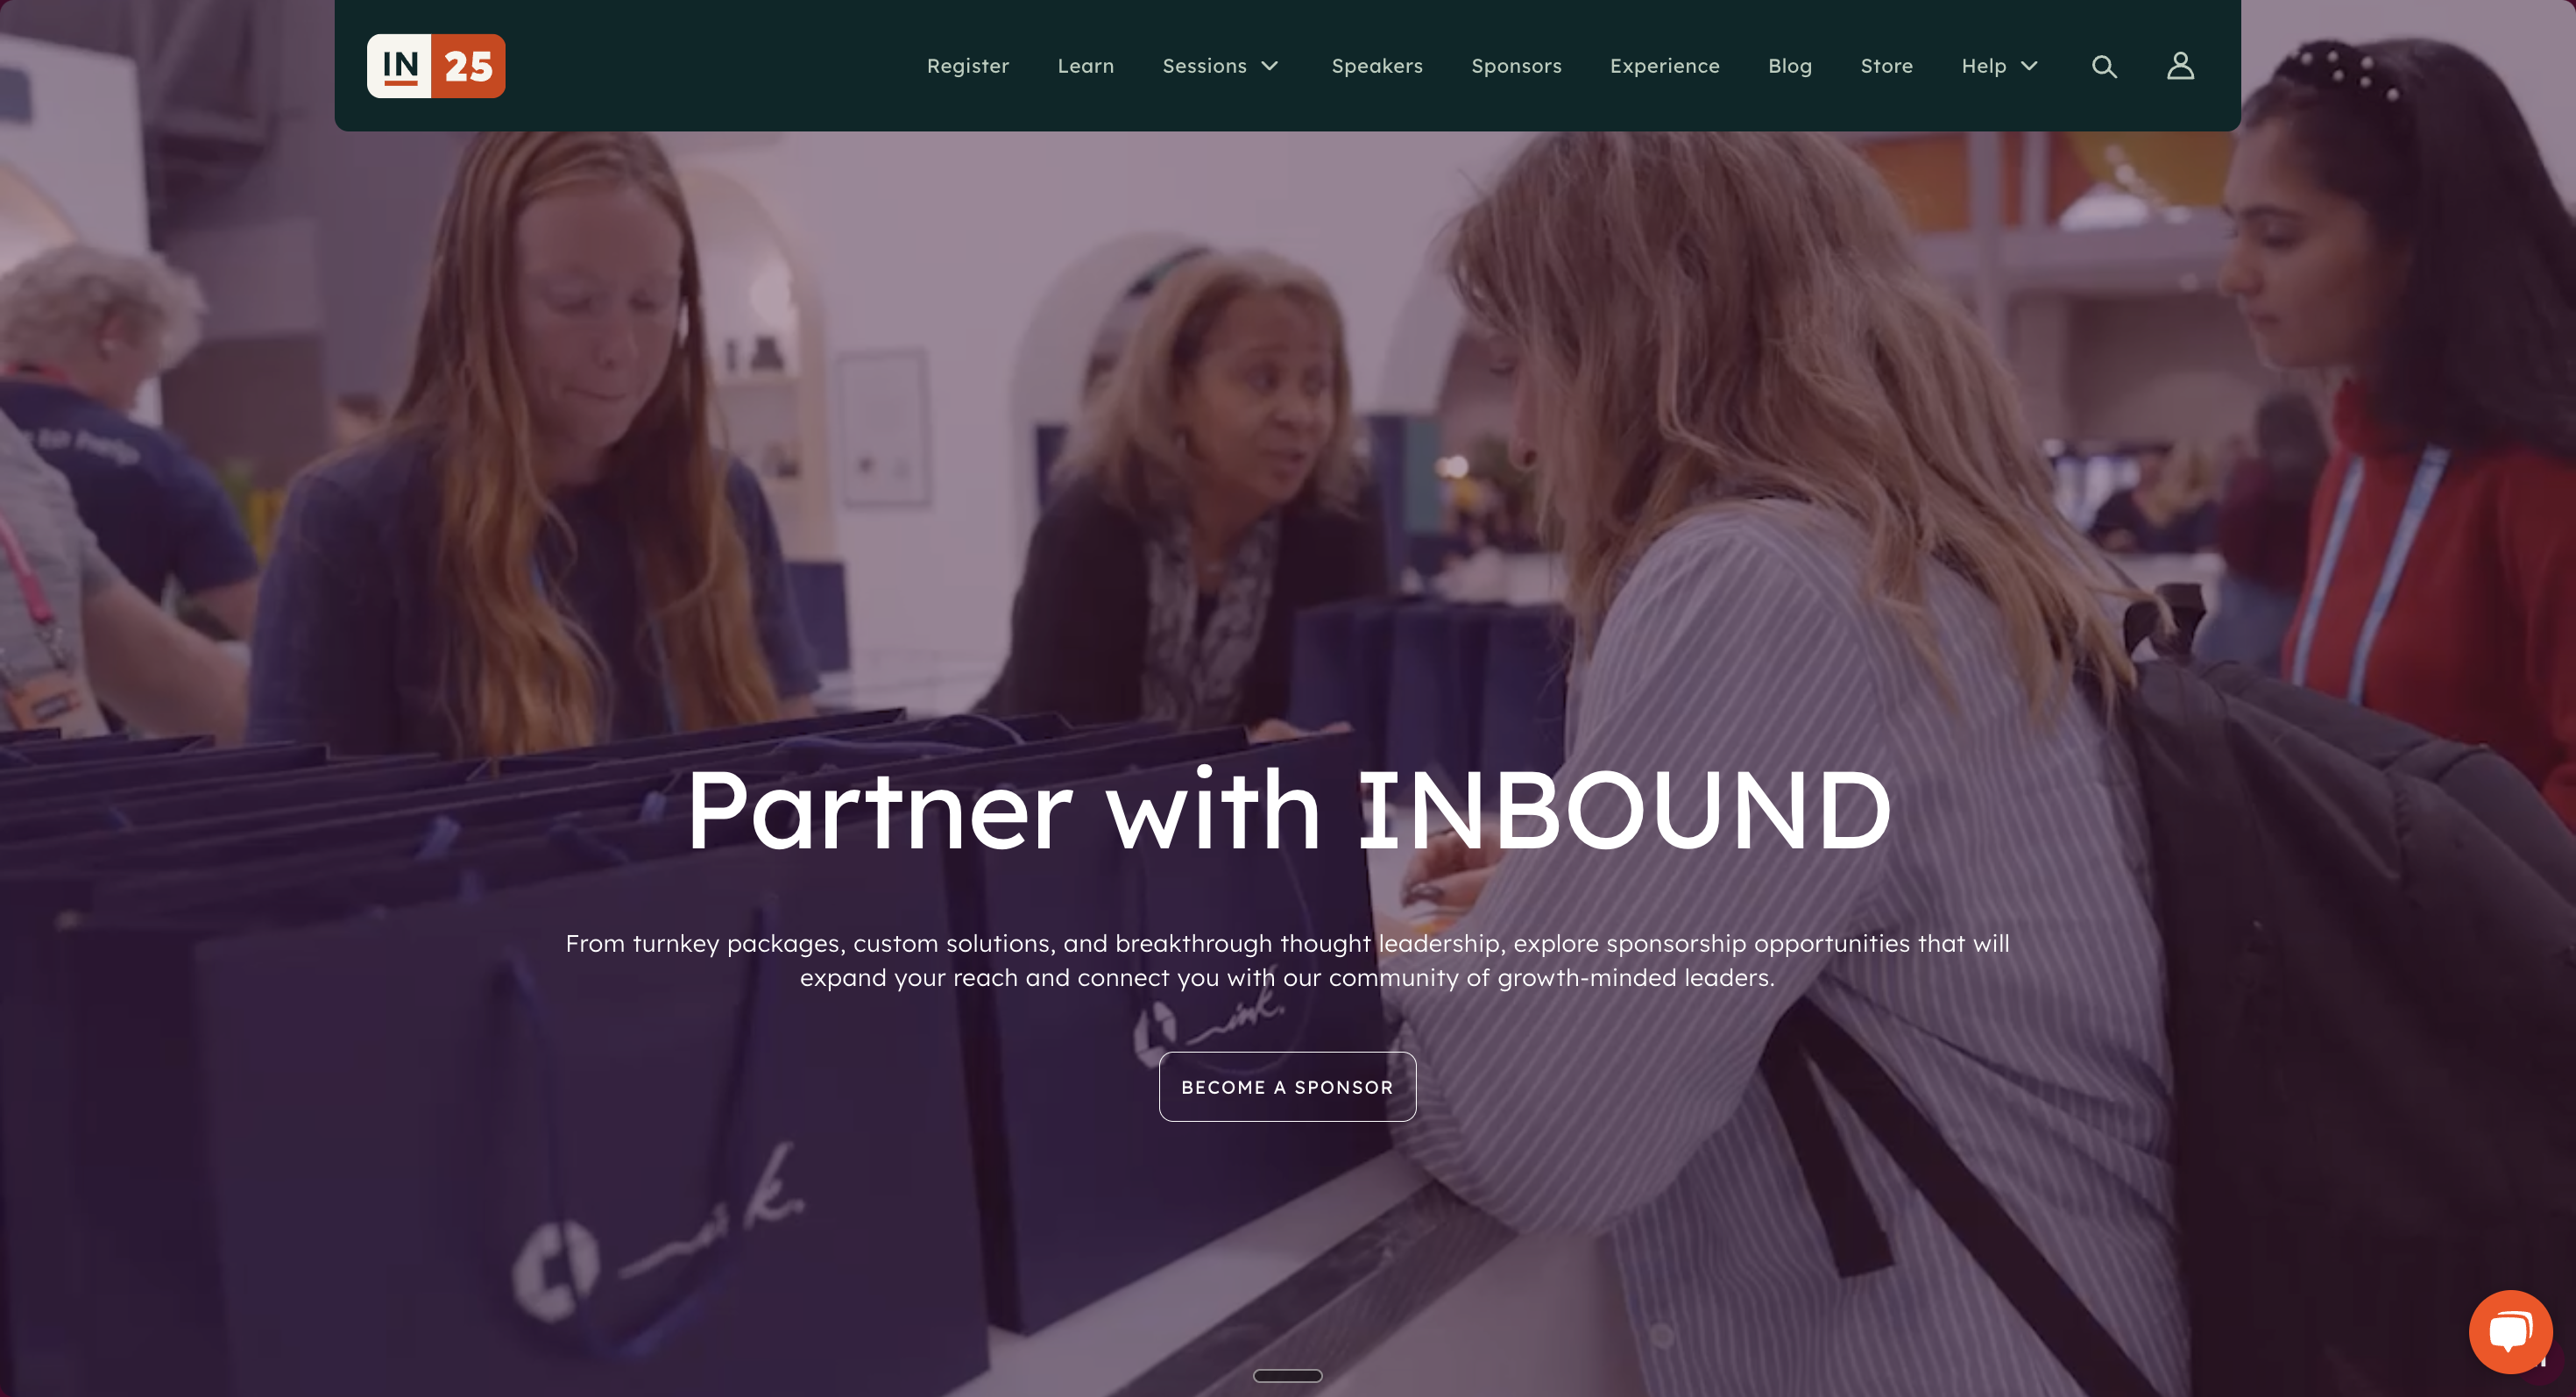 IN 25
Register Learn Sessions Speakers Sponsors Experience Blog Store Help
Partner with INBOUND
From turnkey packages, custom solutions, and breakthrough thought leadership, explore sponsorship opportunities that will
expand your reach and connect you with our community of growth-minded leaders.
BECOME A SPONSOR